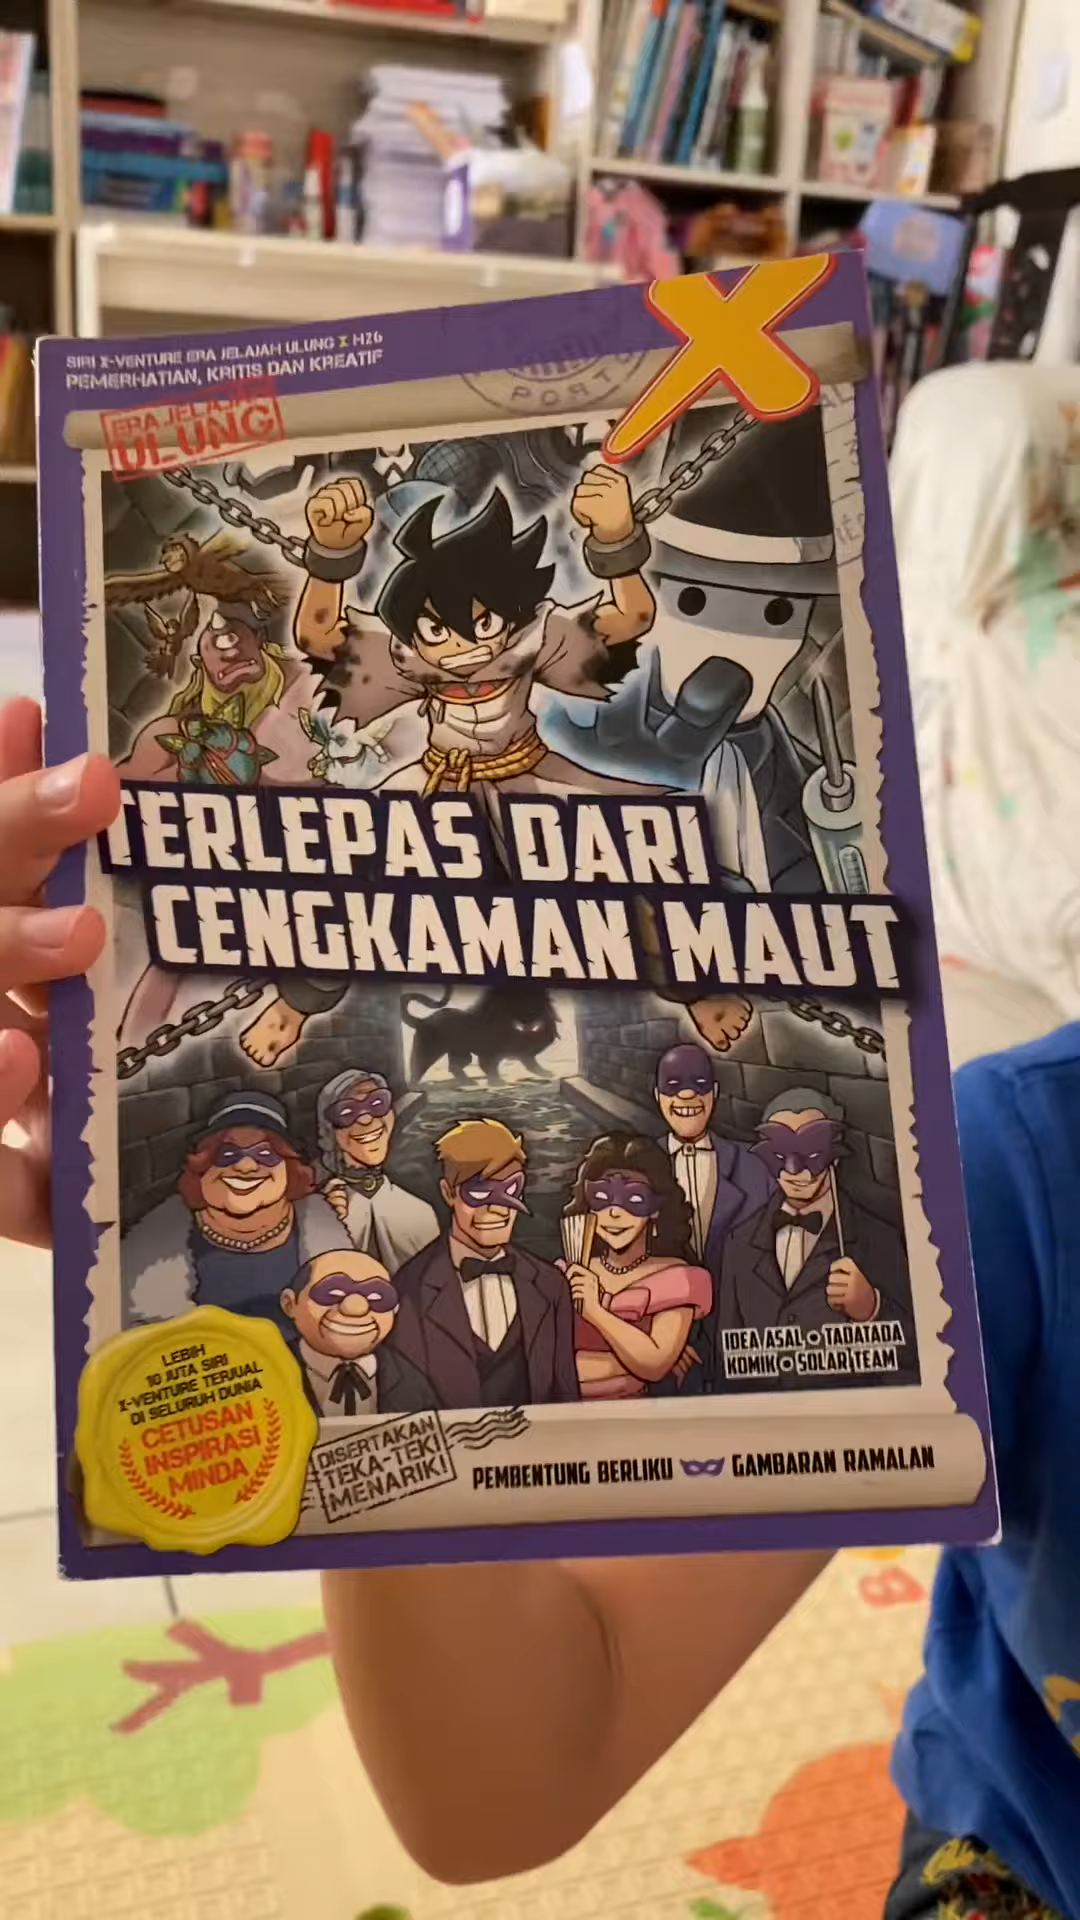 SIRI X-VENTURE ERA JELAJAH ULUNG X H26
PEMERHATIAN, KRITIS DAN KREATIF
X
PORT
ERA JELAJAH
ULUNG
TERLEPAS DARI
CENGKAMAN MAUT
IDEA ASAL • TADATADA
KOMIK • SOLAR TEAM
LEBIH
10 JUTA SIRI
X-VENTURE TERJUAL
DI SELURUH DUNIA
CETUSAN
INSPIRASI
MINDA
DISERTAKAN
TEKA-TEKI
MENARIK!
PEMBENTUNG BERLIKU GAMBARAN RAMALAN